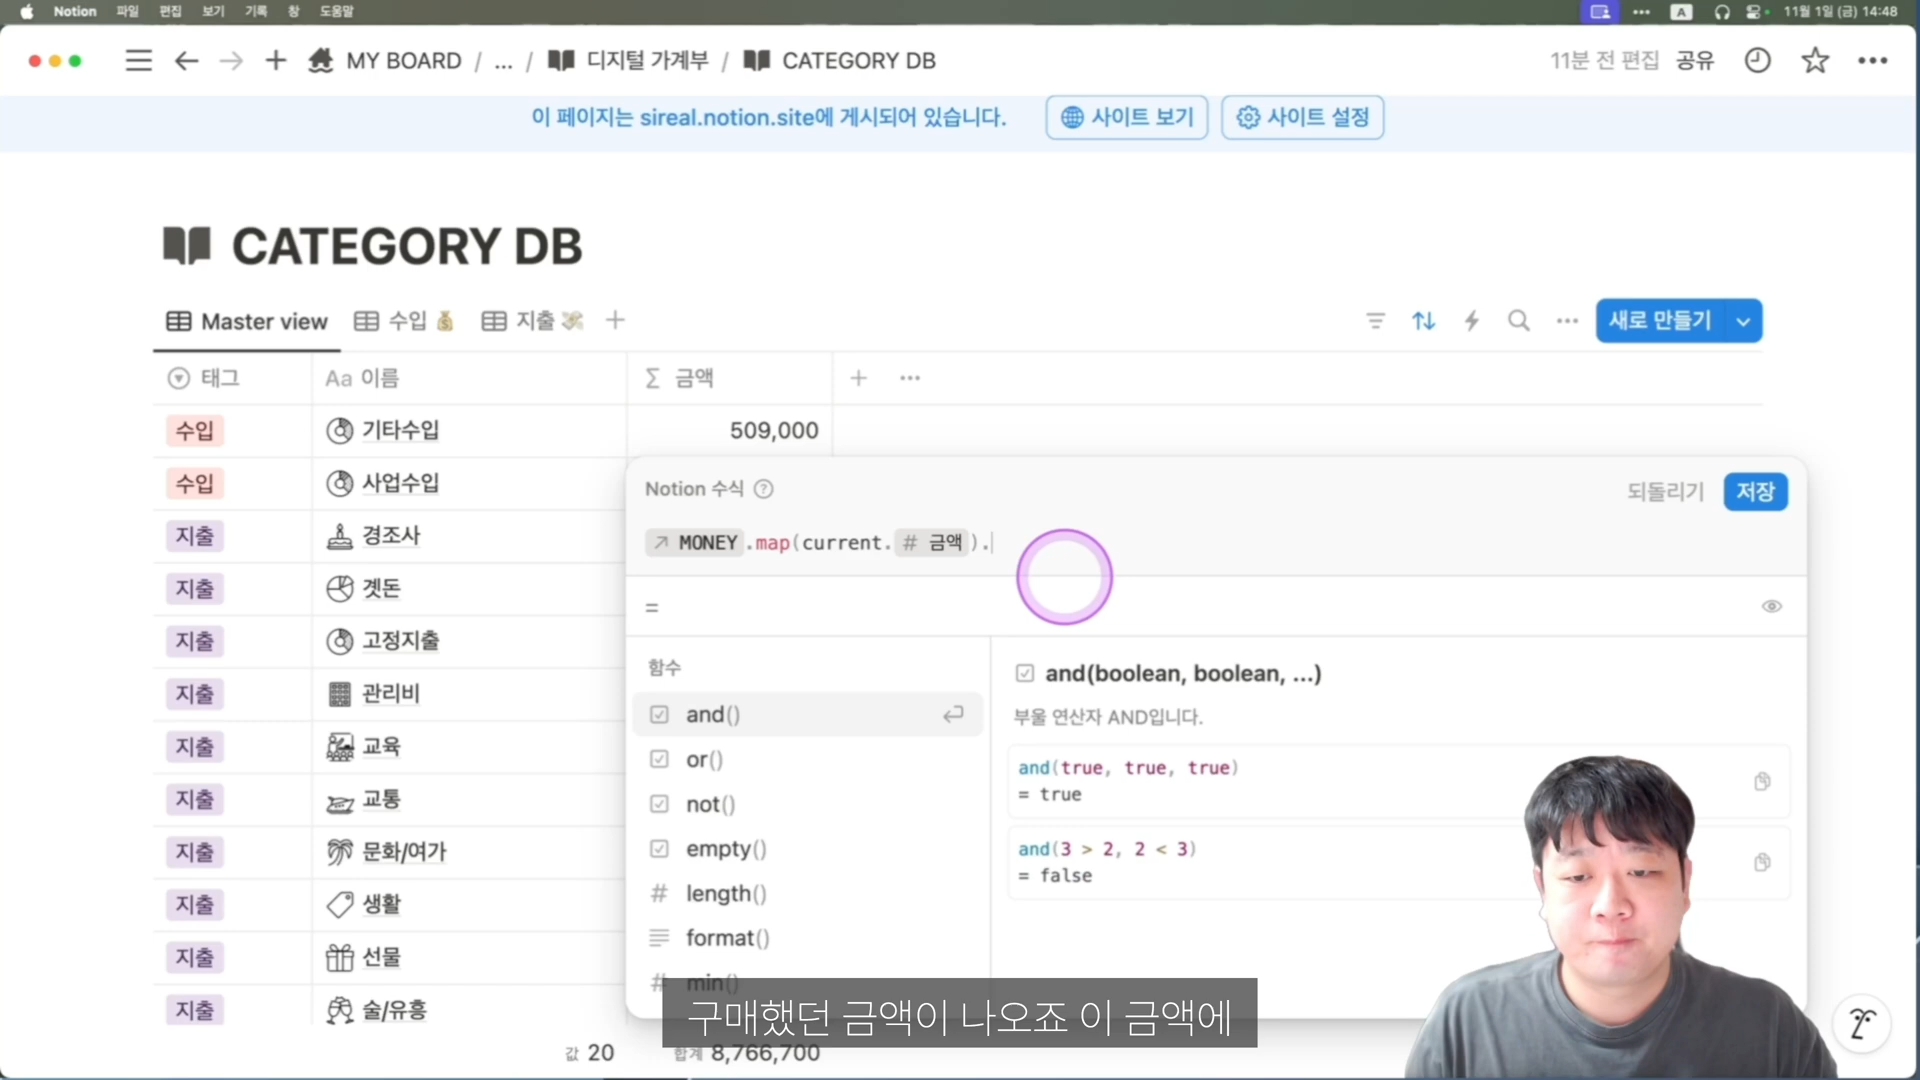 Notion 파일 편집 보기 기록 창 도움말
A 11월 1일 (금) 14:48
MY BOARD / ... / 디지털 가계부 / CATEGORY DB
11분 전 편집 공유
이 페이지는 sireal.notion.site에 게시되어 있습니다. 사이트 보기 사이트 설정
CATEGORY DB
Master view 수입 지출
새로 만들기
태그 Aa 이름 Σ 금액
수입 기타수입 509,000
수입 사업수입
지출 경조사
지출 곗돈
지출 고정지출
지출 관리비
지출 교육
지출 교통
지출 문화/여가
지출 생활
지출 선물
지출 술/유흥
값 20 합계 8,766,700
Notion 수식
되돌리기 저장
↗ MONEY.map(current.# 금액).
=
함수
and()
or()
not()
empty()
length()
format()
min()
and(boolean, boolean, ...)
부울 연산자 AND입니다.
and(true, true, true)
= true
and(3 > 2, 2 < 3)
= false
구매했던 금액이 나오죠 이 금액에